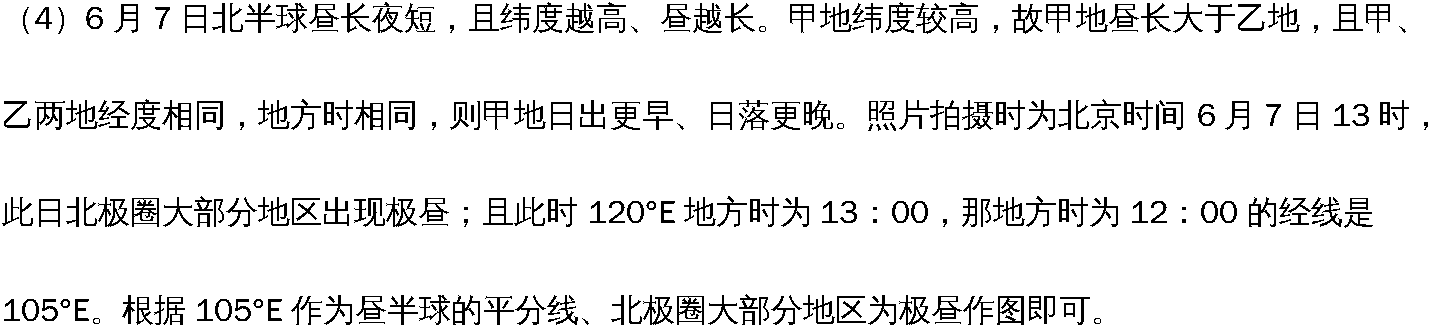 （4）6 月 7 日北半球昼长夜短，且纬度越高、昼越长。甲地纬度较高，故甲地昼长大于乙地，且甲、
乙两地经度相同，地方时相同，则甲地日出更早、日落更晚。照片拍摄时为北京时间 6 月 7 日 13 时，
此日北极圈大部分地区出现极昼；且此时 120°E 地方时为 13：00，那地方时为 12：00 的经线是
105°E。根据 105°E 作为昼半球的平分线、北极圈大部分地区为极昼作图即可。